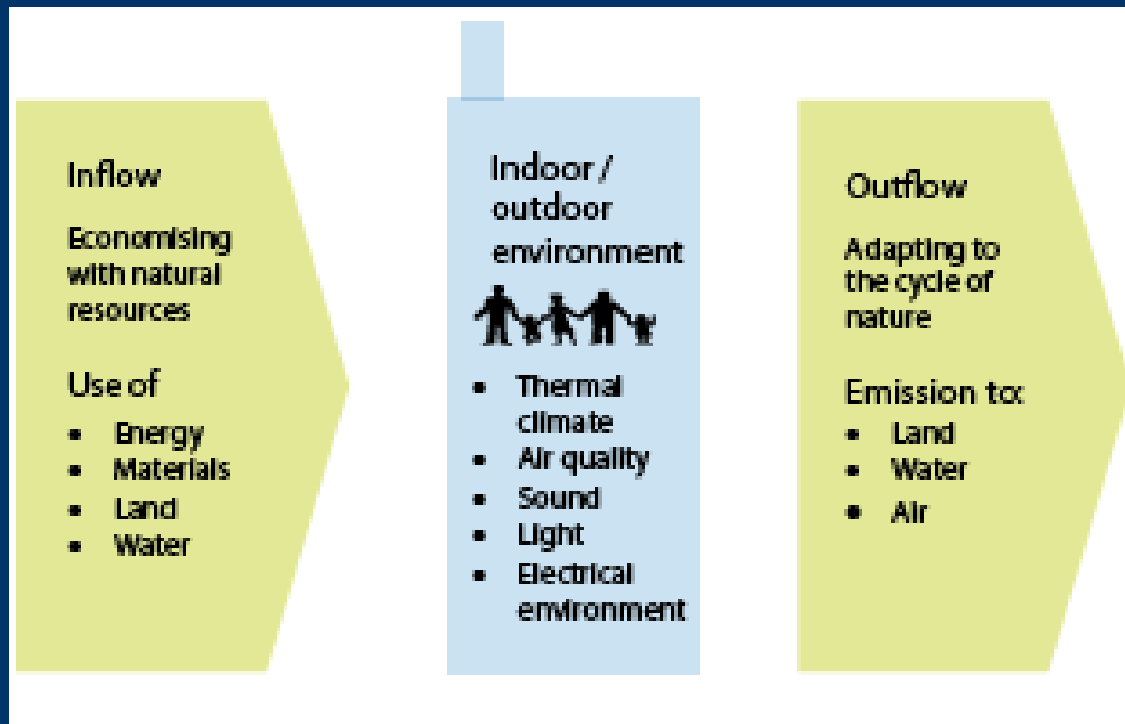 Inflow
Economising
with natural
resources
Use of
• Energy
• Materials
• Land
• Water
Indoor /
outdoor
environment
• Thermal
climate
• Air quality
• Sound
• Light
• Electrical
environment
Outflow
Adapting to
the cycle of
nature
Emission to:
• Land
• Water
• Air